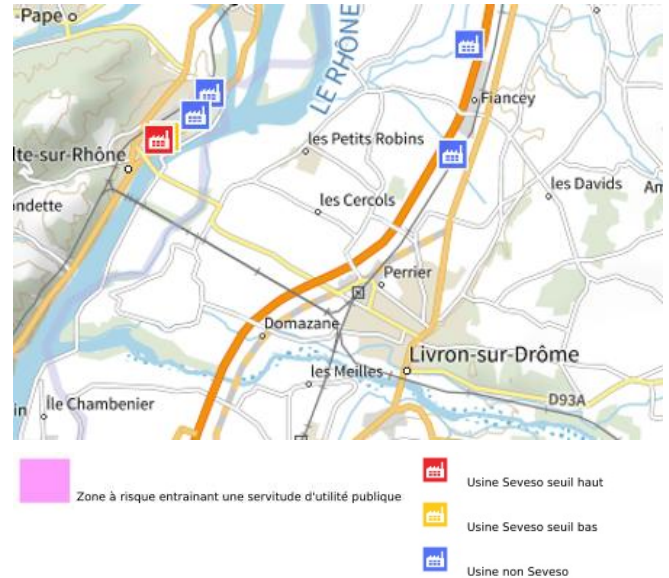 -Pape
LE RHÔNE
Fiancey
les Petits Robins
lte-sur-Rhône
les Davids
Am
ondette
les Cercols
Perrier
Domazane
Livron-sur-Drôme
les Meilles
D93A
in
Île Chambenier
Zone à risque entrainant une servitude d'utilité publique
Usine Seveso seuil haut
Usine Seveso seuil bas
Usine non Seveso